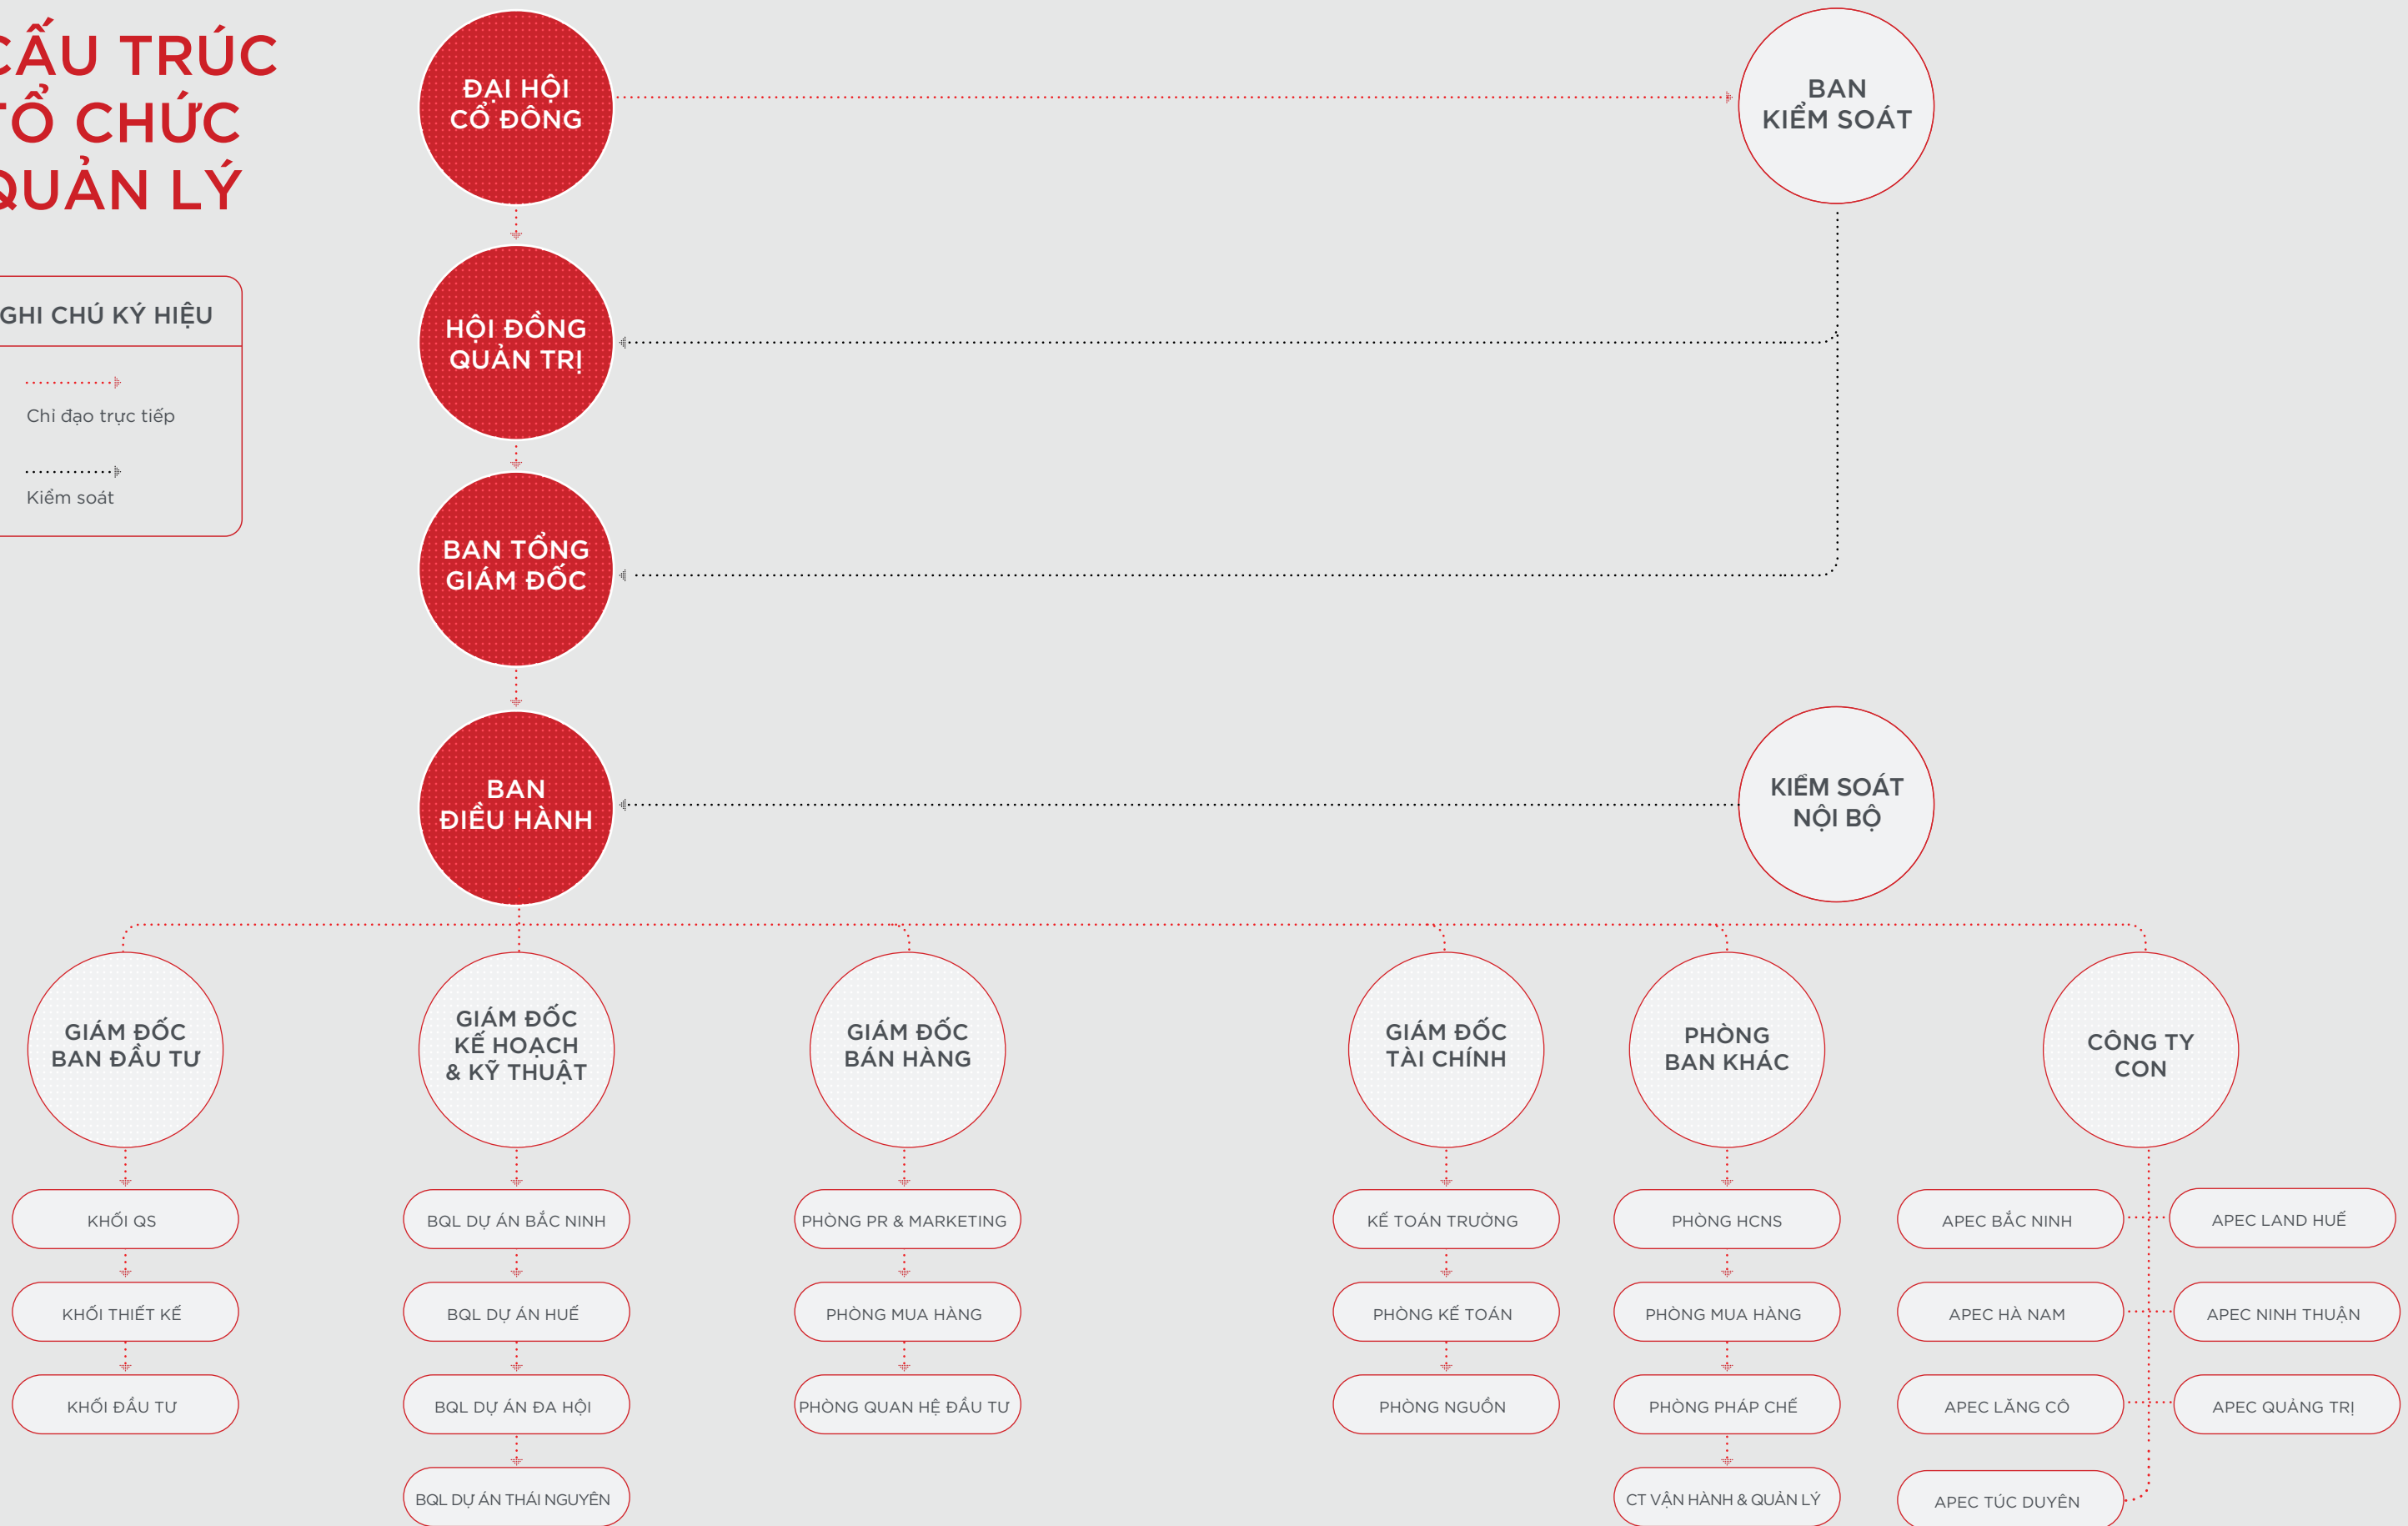 CẤU TRÚC
TỔ CHỨC
QUẢN LÝ
GHI CHÚ KÝ HIỆU
Chỉ đạo trực tiếp
Kiểm soát
ĐẠI HỘI
CỔ ĐÔNG
BAN
KIỂM SOÁT
HỘI ĐỒNG
QUẢN TRỊ
BAN TỔNG
GIÁM ĐỐC
BAN
ĐIỀU HÀNH
KIỂM SOÁT
NỘI BỘ
GIÁM ĐỐC
BAN ĐẦU TƯ
GIÁM ĐỐC
KẾ HOẠCH
& KỸ THUẬT
GIÁM ĐỐC
BÁN HÀNG
GIÁM ĐỐC
TÀI CHÍNH
PHÒNG
BAN KHÁC
CÔNG TY
CON
KHỐI QS
KHỐI THIẾT KẾ
KHỐI ĐẦU TƯ
BQL DỰ ÁN BẮC NINH
BQL DỰ ÁN HUẾ
BQL DỰ ÁN ĐA HỘI
BQL DỰ ÁN THÁI NGUYÊN
PHÒNG PR & MARKETING
PHÒNG MUA HÀNG
PHÒNG QUAN HỆ ĐẦU TƯ
KẾ TOÁN TRƯỞNG
PHÒNG KẾ TOÁN
PHÒNG NGUỒN
PHÒNG HCNS
PHÒNG MUA HÀNG
PHÒNG PHÁP CHẾ
CT VẬN HÀNH & QUẢN LÝ
APEC BẮC NINH
APEC HÀ NAM
APEC LĂNG CÔ
APEC TÚC DUYÊN
APEC LAND HUẾ
APEC NINH THUẬN
APEC QUẢNG TRỊ